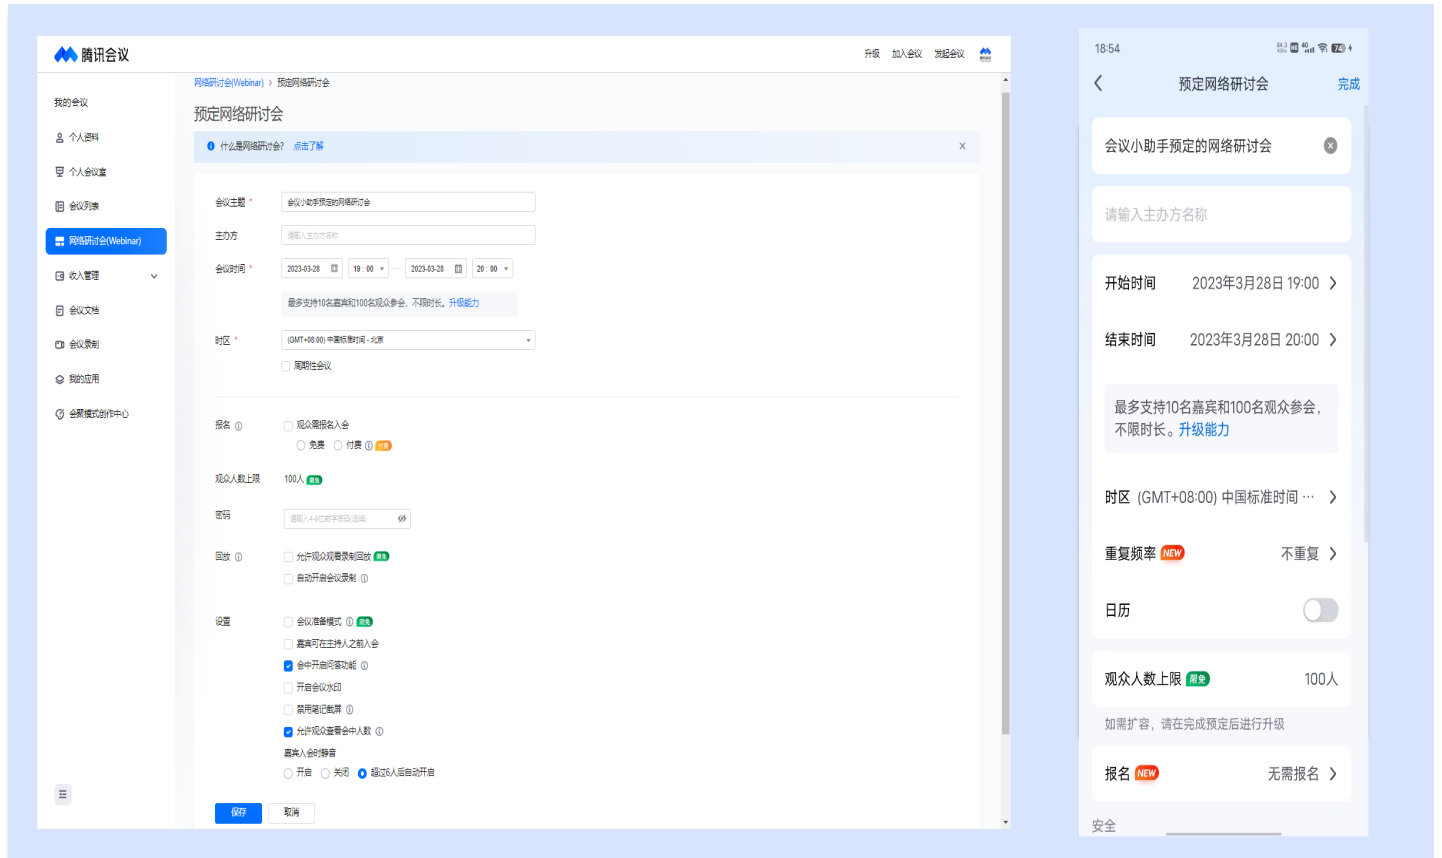 腾讯会议
升级 加入会议 发起会议
我的会议
个人资料
个人会议室
会议列表
网络研讨会(Webinar)
收入管理
会议文档
会议录制
我的应用
会聚模式创作中心
网络研讨会(Webinar) > 预定网络研讨会
预定网络研讨会
什么是网络研讨会? 点击了解
会议主题 * 会议小助手预定的网络研讨会
主办方 请输入主办方名称
会议时间 * 2023-03-28 19 : 00 — 2023-03-28 20 : 00
最多支持10名嘉宾和100名观众参会，不限时长。升级能力
时区 * (GMT+08:00) 中国标准时间 - 北京
周期性会议
报名 观众需报名入会
免费 付费 付费
观众人数上限 100人 限免
密码 请输入4-6位数字密码(选填)
回放 允许观众观看录制回放 限免
自动开启会议录制
设置 会议准备模式 限免
嘉宾可在主持人之前入会
会中开启问答功能
开启会议水印
禁用笔记截屏
允许观众查看会中人数
嘉宾入会时静音
开启 关闭 超过6人后自动开启
保存 取消
18:54
预定网络研讨会 完成
会议小助手预定的网络研讨会
请输入主办方名称
开始时间 2023年3月28日 19:00
结束时间 2023年3月28日 20:00
最多支持10名嘉宾和100名观众参会，
不限时长。升级能力
时区 (GMT+08:00) 中国标准时间 ···
重复频率 NEW 不重复
日历
观众人数上限 限免 100人
如需扩容，请在完成预定后进行升级
报名 NEW 无需报名
安全